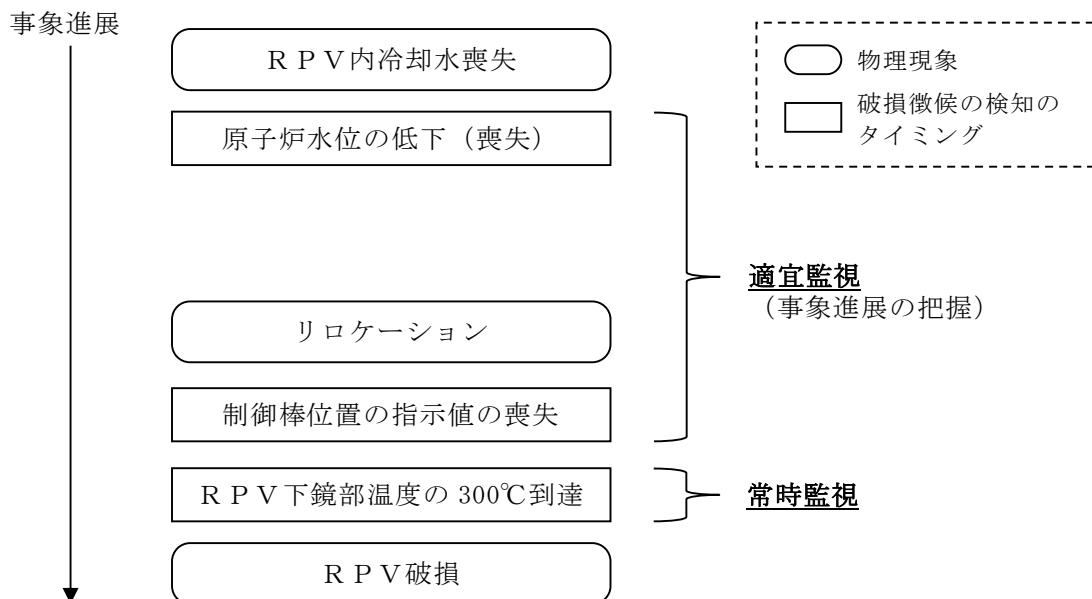 事象進展
ＲＰＶ内冷却水喪失
原子炉水位の低下（喪失）
リロケーション
制御棒位置の指示値の喪失
ＲＰＶ下鏡部温度の 300℃到達
ＲＰＶ破損
物理現象
破損徴候の検知の
タイミング
適宜監視
（事象進展の把握）
常時監視